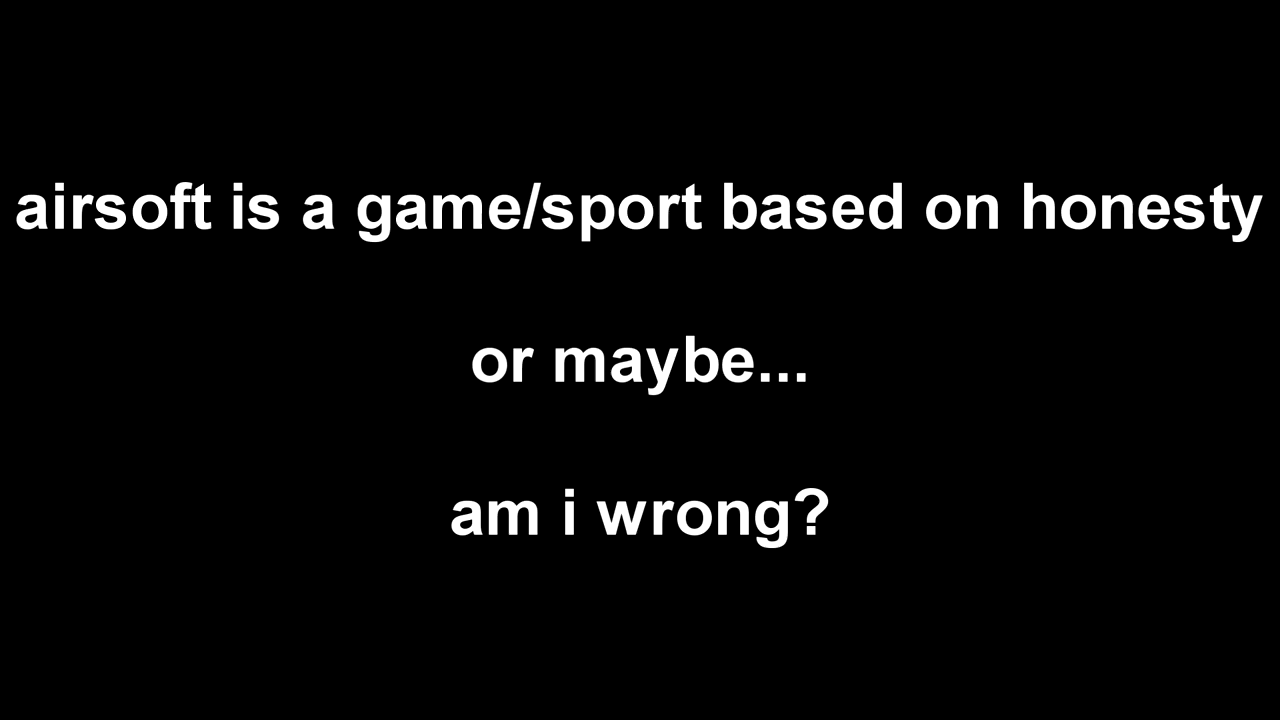 airsoft is a game/sport based on honesty
or maybe...
am i wrong?